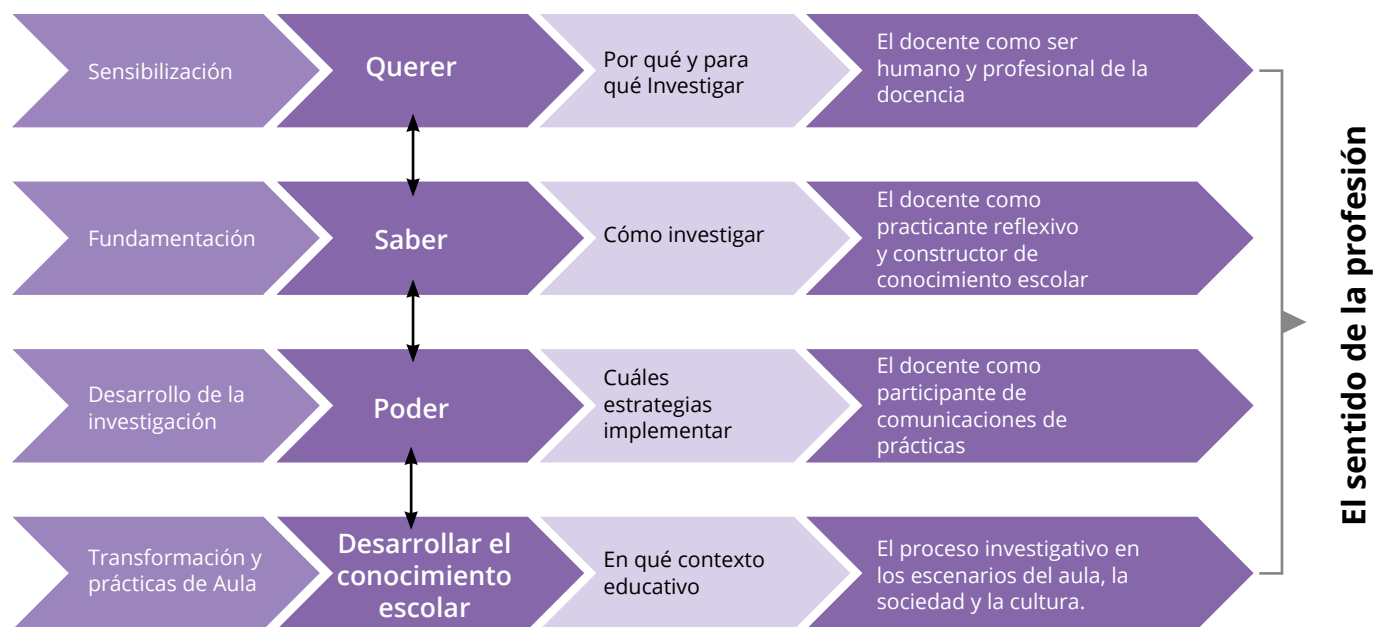 Sensibilización
Querer
Por qué y para
qué Investigar
El docente como ser
humano y profesional de la
docencia
Fundamentación
Saber
Cómo investigar
El docente como
practicante reflexivo
y constructor de
conocimiento escolar
Desarrollo de la
investigación
Poder
Cuáles
estrategias
implementar
El docente como
participante de
comunicaciones de
prácticas
Transformación y
prácticas de Aula
Desarrollar el
conocimiento
escolar
En qué contexto
educativo
El proceso investigativo en
los escenarios del aula, la
sociedad y la cultura.
El sentido de la profesión